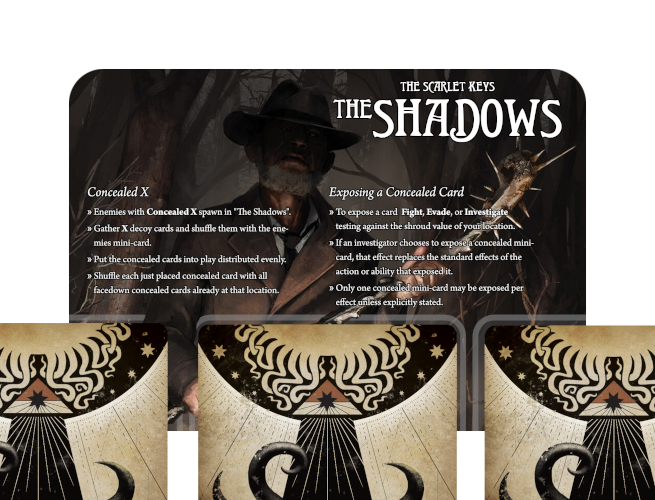 THE SCARLET KEYS
THE SHADOWS
Concealed X
» Enemies with Concealed X spawn in "The Shadows".
» Gather X decoy cards and shuffle them with the ene-
mies mini-card.
» Put the concealed cards into play distributed evenly.
» Shuffle each just placed concealed card with all
facedown concealed cards already at that location.
Exposing a Concealed Card
» To expose a card Fight, Evade, or Investigate
testing against the shroud value of your location.
» If an investigator chooses to expose a concealed mini-
card, that effect replaces the standard effects of the
action or ability that exposed it.
» Only one concealed mini-card may be exposed per
effect unless explicitly stated.